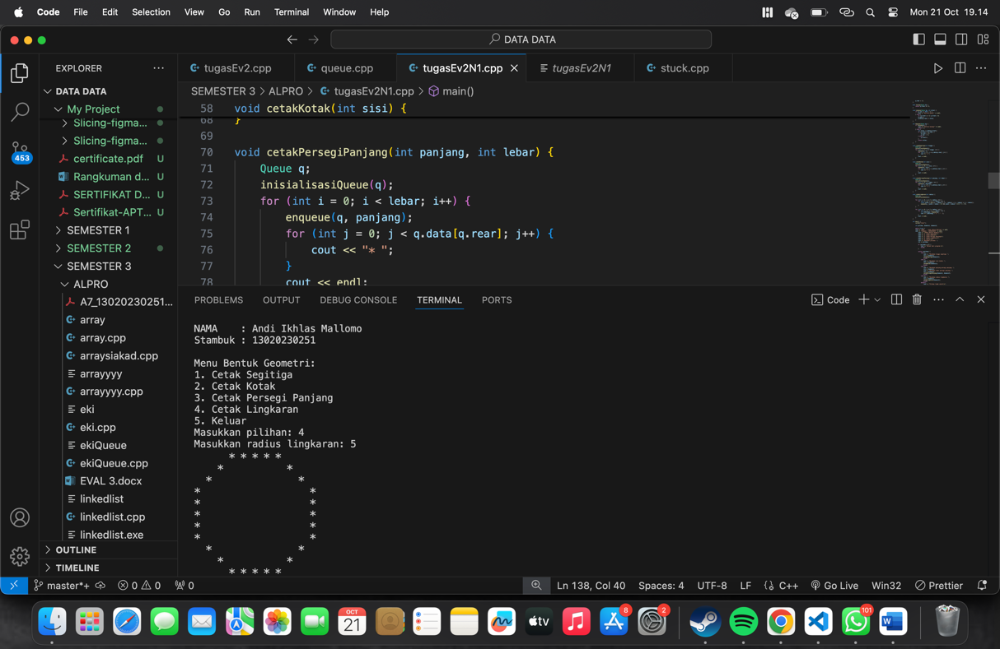 Code File Edit Selection View Go Run Terminal Window Help Mon 21 Oct 19.14
DATA DATA
EXPLORER
DATA DATA
My Project
Slicing-figma...
Slicing-figma...
certificate.pdf U
Rangkuman d... U
SERTIFIKAT D... U
Sertifikat-APT... U
SEMESTER 1
SEMESTER 2
SEMESTER 3
ALPRO
A7_13020230251...
array
array.cpp
arraysiakad.cpp
arrayyyy
arrayyyy.cpp
eki
eki.cpp
ekiQueue
ekiQueue.cpp
EVAL 3.docx
linkedlist
linkedlist.cpp
linkedlist.exe
OUTLINE
TIMELINE
453
tugasEv2.cpp queue.cpp tugasEv2N1.cpp tugasEv2N1 stuck.cpp
SEMESTER 3 > ALPRO > tugasEv2N1.cpp > main()
58 void cetakKotak(int sisi) {
68 }
69
70 void cetakPersegiPanjang(int panjang, int lebar) {
71 Queue q;
72 inisialisasiQueue(q);
73 for (int i = 0; i < lebar; i++) {
74 enqueue(q, panjang);
75 for (int j = 0; j < q.data[q.rear]; j++) {
76 cout << "* ";
77 }
78 cout << endl;
PROBLEMS OUTPUT DEBUG CONSOLE TERMINAL PORTS Code
NAMA    : Andi Ikhlas Mallomo
Stambuk : 13020230251
Menu Bentuk Geometri:
1. Cetak Segitiga
2. Cetak Kotak
3. Cetak Persegi Panjang
4. Cetak Lingkaran
5. Keluar
Masukkan pilihan: 4
Masukkan radius lingkaran: 5
      * * * * *
    *           *
  *               *
*                   *
*                   *
*                   *
*                   *
*                   *
  *               *
    *           *
      * * * * *
master*+ 0 0 0 Ln 138, Col 40 Spaces: 4 UTF-8 LF C++ Go Live Win32 Prettier
OCT
21
tv
8
2
101